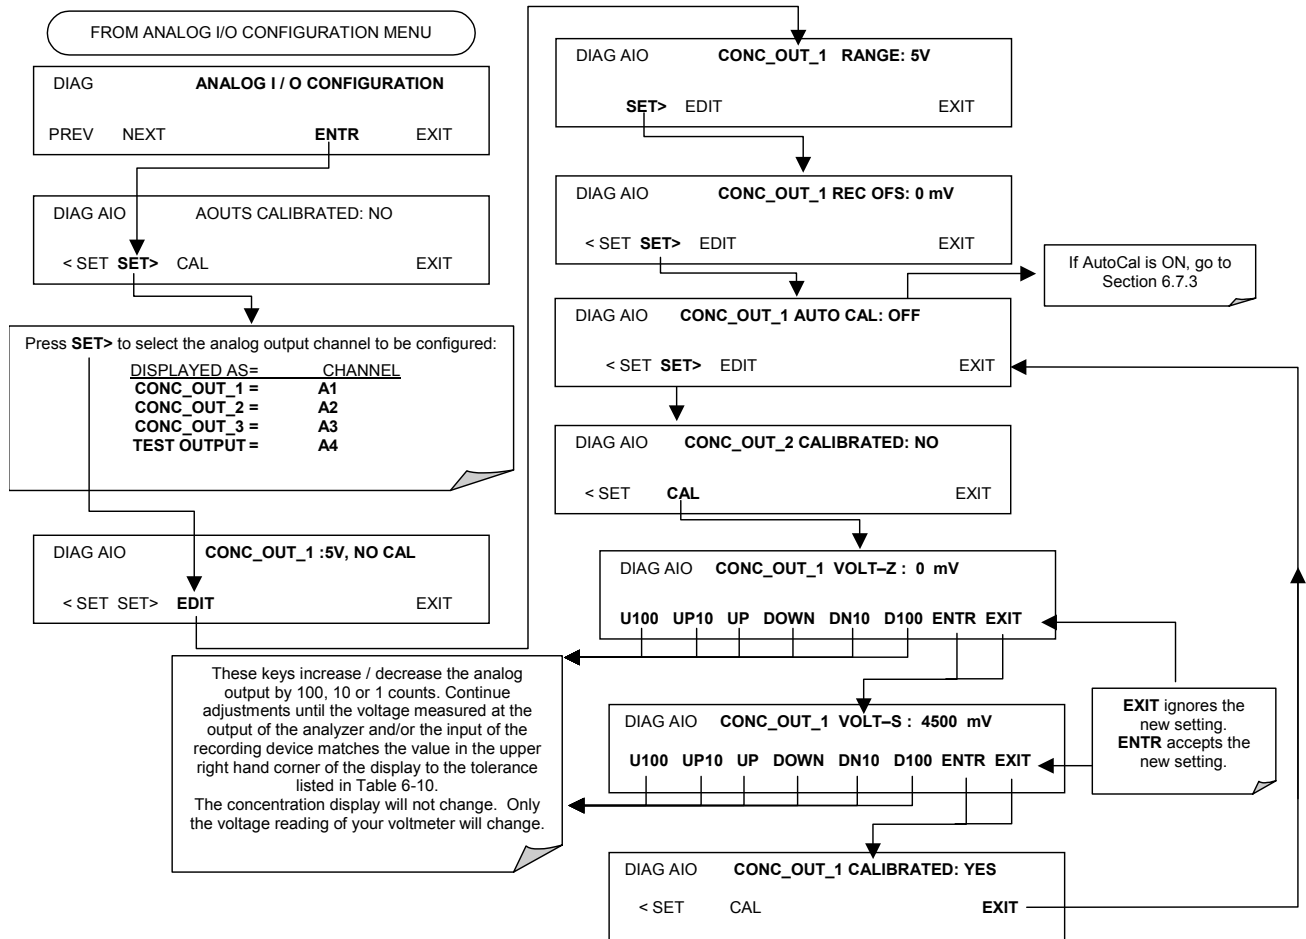 FROM ANALOG I/O CONFIGURATION MENU
DIAG ANALOG I / O CONFIGURATION
PREV NEXT ENTR EXIT
DIAG AIO AOUTS CALIBRATED: NO
< SET SET> CAL EXIT
Press SET> to select the analog output channel to be configured:
DISPLAYED AS= CHANNEL
CONC_OUT_1 = A1
CONC_OUT_2 = A2
CONC_OUT_3 = A3
TEST OUTPUT = A4
DIAG AIO CONC_OUT_1 :5V, NO CAL
< SET SET> EDIT EXIT
These keys increase / decrease the analog
output by 100, 10 or 1 counts. Continue
adjustments until the voltage measured at the
output of the analyzer and/or the input of the
recording device matches the value in the upper
right hand corner of the display to the tolerance
listed in Table 6-10.
The concentration display will not change. Only
the voltage reading of your voltmeter will change.
DIAG AIO CONC_OUT_1 RANGE: 5V
SET> EDIT EXIT
DIAG AIO CONC_OUT_1 REC OFS: 0 mV
< SET SET> EDIT EXIT
If AutoCal is ON, go to
Section 6.7.3
DIAG AIO CONC_OUT_1 AUTO CAL: OFF
< SET SET> EDIT EXIT
DIAG AIO CONC_OUT_2 CALIBRATED: NO
< SET CAL EXIT
DIAG AIO CONC_OUT_1 VOLT–Z : 0 mV
U100 UP10 UP DOWN DN10 D100 ENTR EXIT
DIAG AIO CONC_OUT_1 VOLT–S : 4500 mV
U100 UP10 UP DOWN DN10 D100 ENTR EXIT
EXIT ignores the
new setting.
ENTR accepts the
new setting.
DIAG AIO CONC_OUT_1 CALIBRATED: YES
< SET CAL EXIT